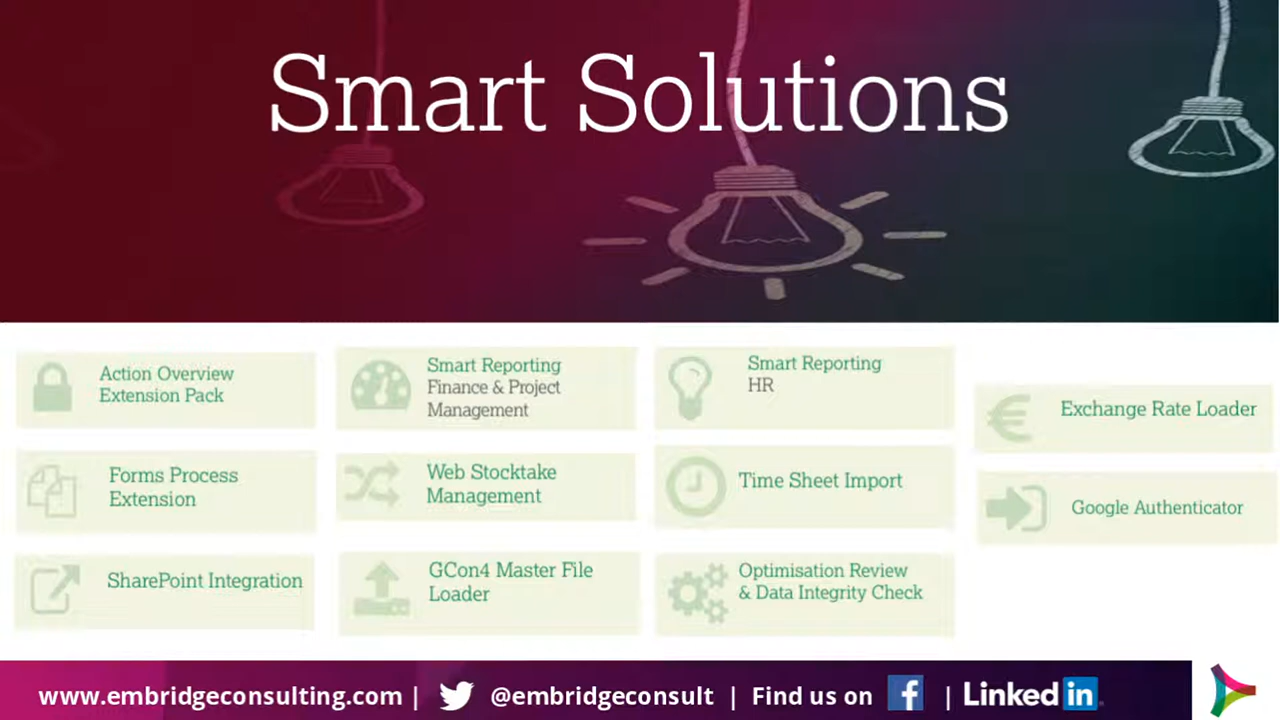 Smart Solutions
Action Overview
Extension Pack
Forms Process
Extension
SharePoint Integration
Smart Reporting
Finance & Project
Management
Web Stocktake
Management
GCon4 Master File
Loader
Smart Reporting
HR
Time Sheet Import
Optimisation Review
& Data Integrity Check
€ Exchange Rate Loader
Google Authenticator
www.embridgeconsulting.com | @embridgeconsult | Find us on f | Linked in